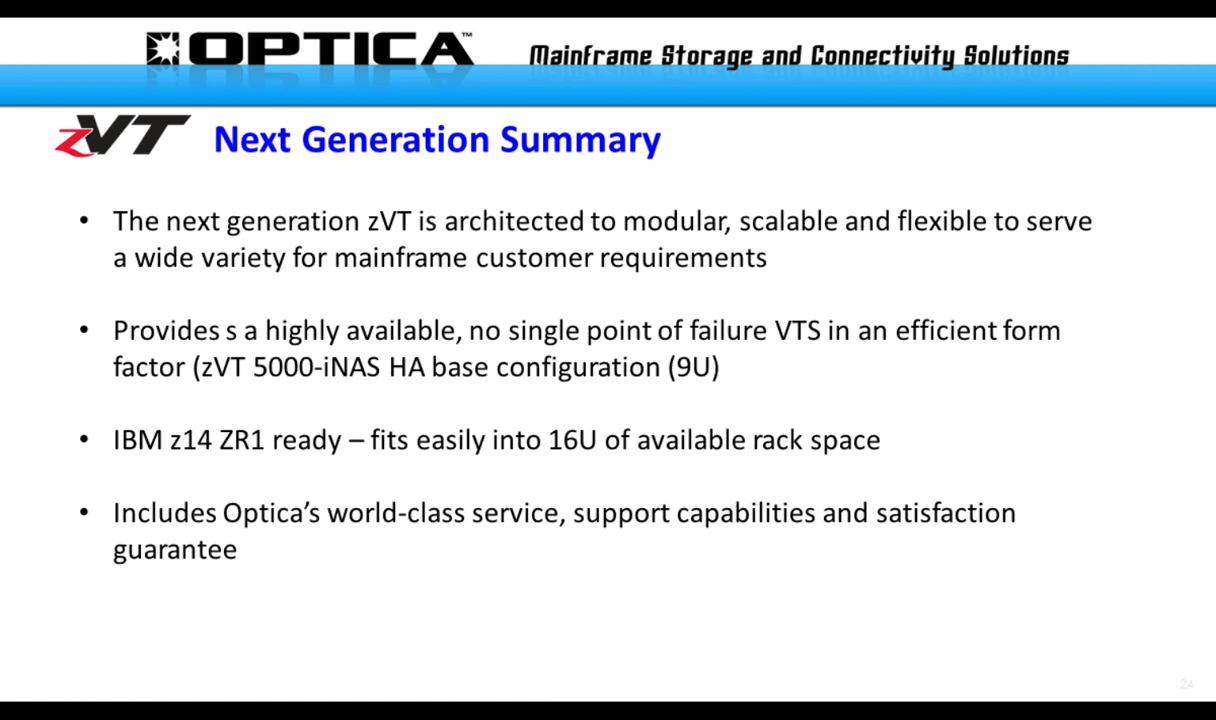 OPTICA™ Mainframe Storage and Connectivity Solutions
zVT Next Generation Summary
• The next generation zVT is architected to modular, scalable and flexible to serve
a wide variety for mainframe customer requirements
• Provides s a highly available, no single point of failure VTS in an efficient form
factor (zVT 5000-iNAS HA base configuration (9U)
• IBM z14 ZR1 ready – fits easily into 16U of available rack space
• Includes Optica’s world-class service, support capabilities and satisfaction
guarantee
24